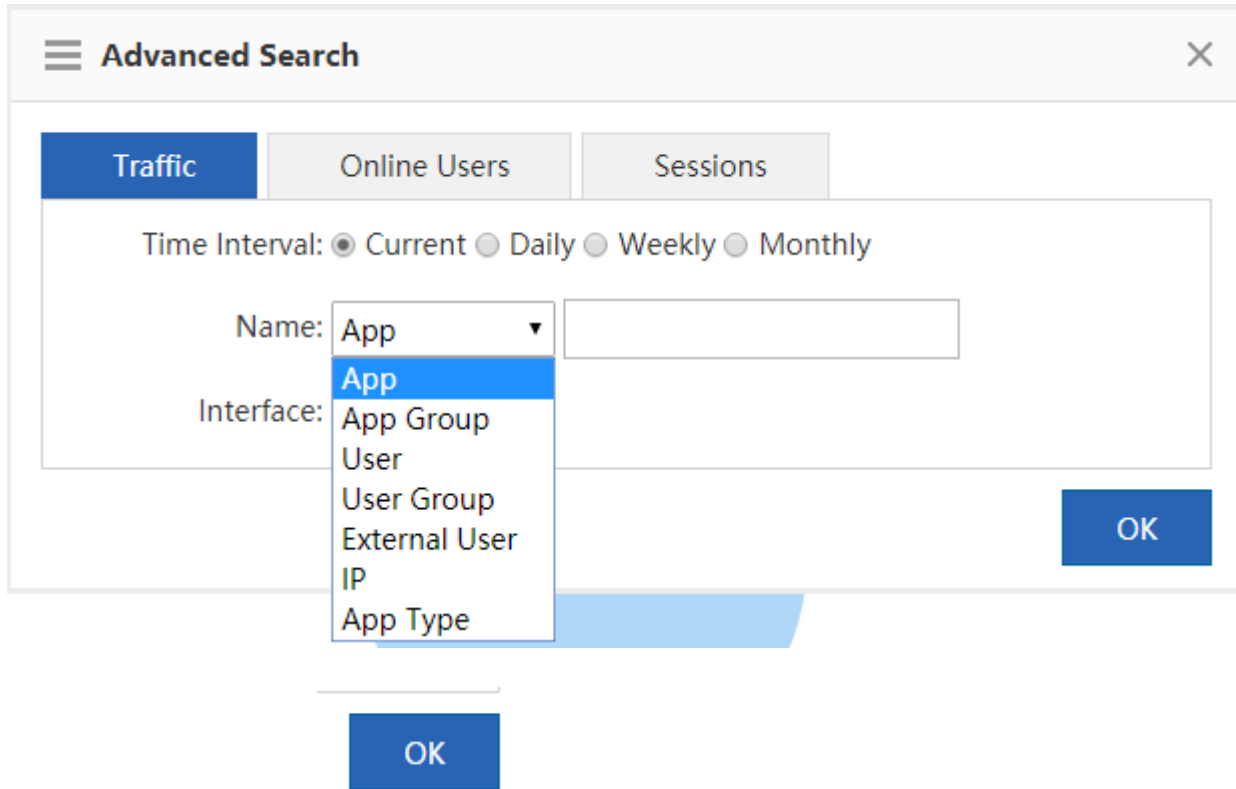 Advanced Search
Traffic Online Users Sessions
Time Interval: Current Daily Weekly Monthly
Name: App
App
Interface:
App Group
User
User Group
External User
OK
IP
App Type
OK